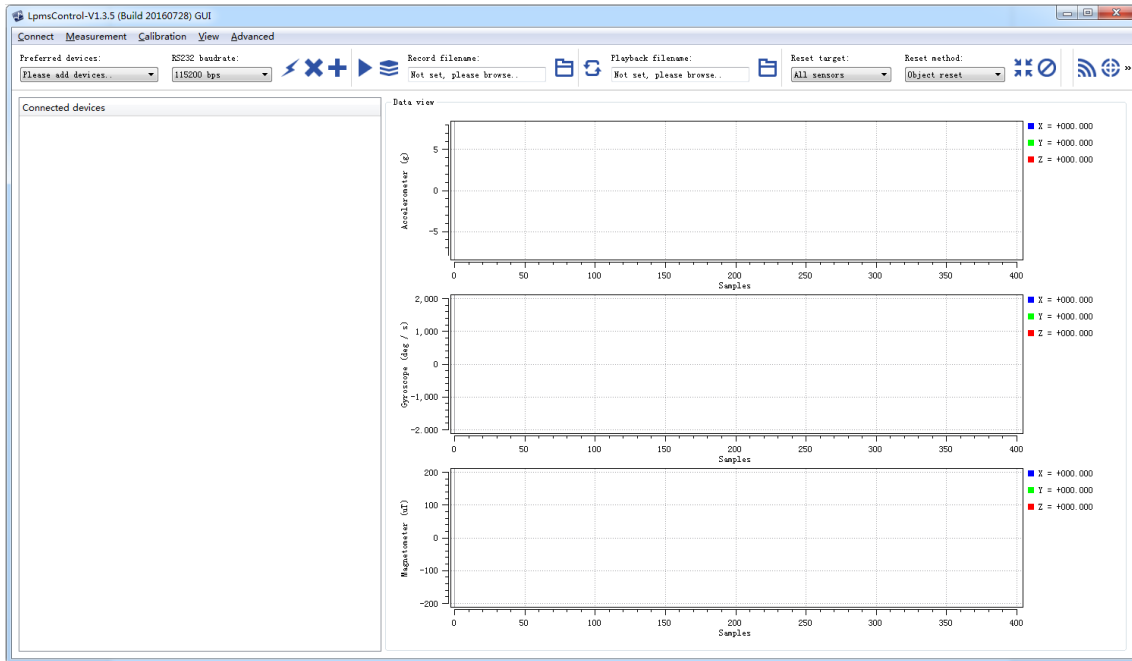 LpmsControl-V1.3.5 (Build 20160728) GUI
Connect Measurement Calibration View Advanced
Preferred devices: RS232 baudrate: Record filename: Playback filename: Reset target: Reset method:
Please add devices.. 115200 bps Not set, please browse.. Not set, please browse.. All sensors Object reset »
Connected devices
Data view
Accelerometer (g)
5
0
-5
0 50 100 150 200 250 300 350 400
Samples
X = +000.000
Y = +000.000
Z = +000.000
Gyroscope (deg / s)
2,000
1,000
0
-1,000
-2.000
0 50 100 150 200 250 300 350 400
Samples
X = +000.000
Y = +000.000
Z = +000.000
Magnetometer (uT)
200
100
0
-100
-200
0 50 100 150 200 250 300 350 400
Samples
X = +000.000
Y = +000.000
Z = +000.000